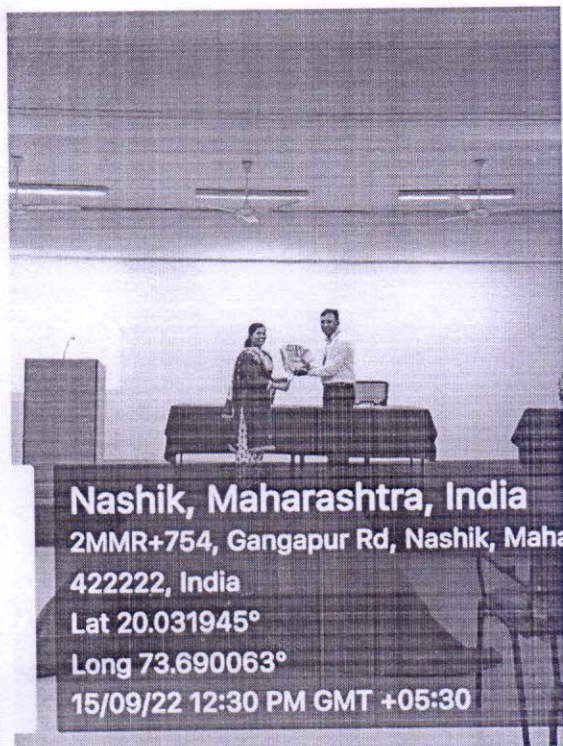 Nashik, Maharashtra, India
2MMR+754, Gangapur Rd, Nashik, Maha
422222, India
Lat 20.031945°
Long 73.690063°
15/09/22 12:30 PM GMT +05:30